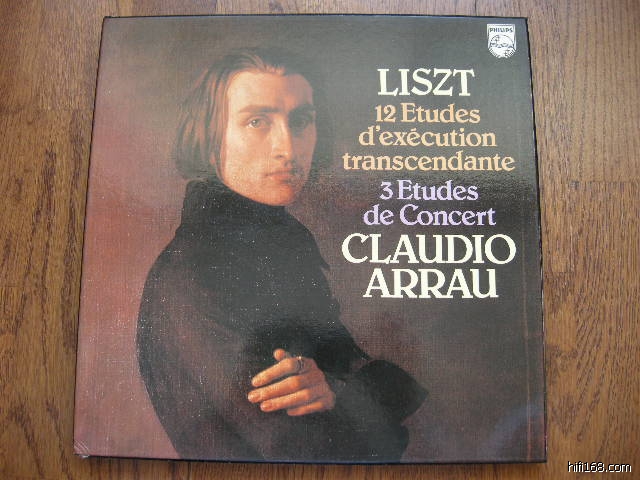 PHILIPS
LISZT
12 Etudes
d'exécution
transcendante
3 Etudes
de Concert
CLAUDIO
ARRAU
hifi168.com